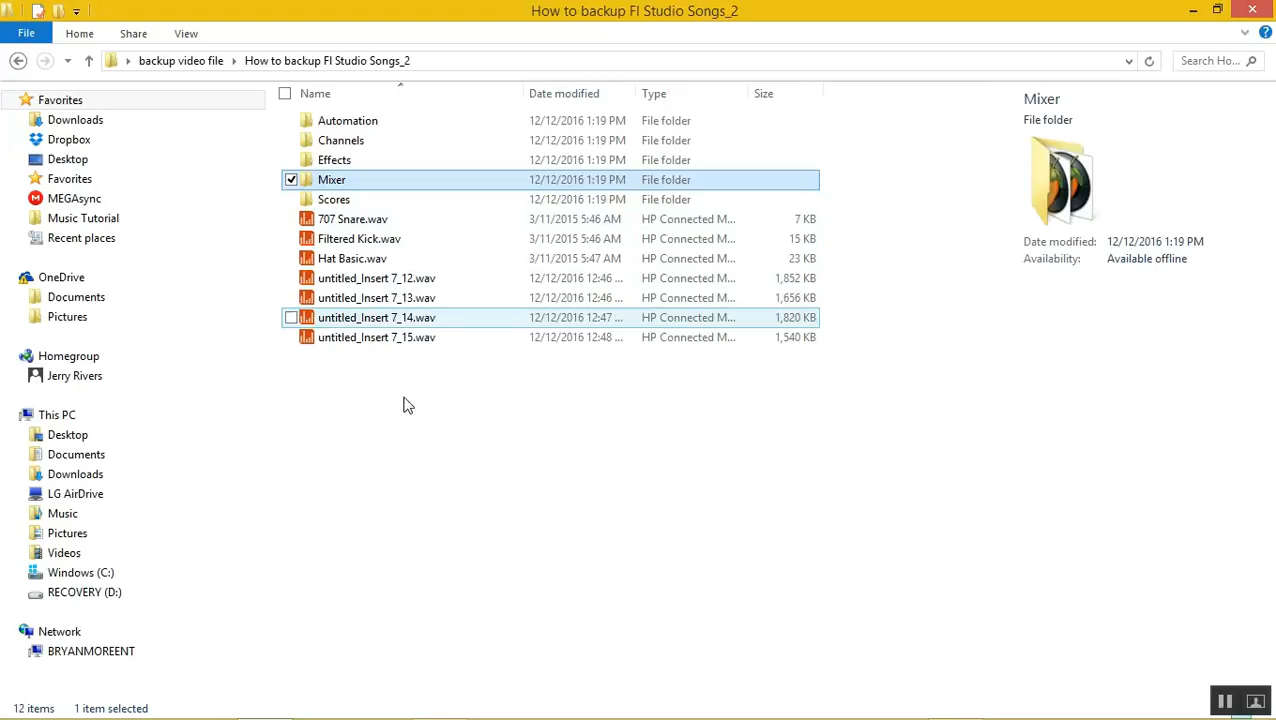 How to backup Fl Studio Songs_2
File Home Share View
backup video file How to backup Fl Studio Songs_2 Search Ho...
Favorites
Downloads
Dropbox
Desktop
Favorites
MEGAsync
Music Tutorial
Recent places
OneDrive
Documents
Pictures
Homegroup
Jerry Rivers
This PC
Desktop
Documents
Downloads
LG AirDrive
Music
Pictures
Videos
Windows (C:)
RECOVERY (D:)
Network
BRYANMOREENT
Name Date modified Type Size
Automation 12/12/2016 1:19 PM File folder
Channels 12/12/2016 1:19 PM File folder
Effects 12/12/2016 1:19 PM File folder
Mixer 12/12/2016 1:19 PM File folder
Scores 12/12/2016 1:19 PM File folder
707 Snare.wav 3/11/2015 5:46 AM HP Connected M... 7 KB
Filtered Kick.wav 3/11/2015 5:46 AM HP Connected M... 15 KB
Hat Basic.wav 3/11/2015 5:47 AM HP Connected M... 23 KB
untitled_Insert 7_12.wav 12/12/2016 12:46 ... HP Connected M... 1,852 KB
untitled_Insert 7_13.wav 12/12/2016 12:46 ... HP Connected M... 1,656 KB
untitled_Insert 7_14.wav 12/12/2016 12:47 ... HP Connected M... 1,820 KB
untitled_Insert 7_15.wav 12/12/2016 12:48 ... HP Connected M... 1,540 KB
Mixer
File folder
Date modified: 12/12/2016 1:19 PM
Availability: Available offline
12 items 1 item selected